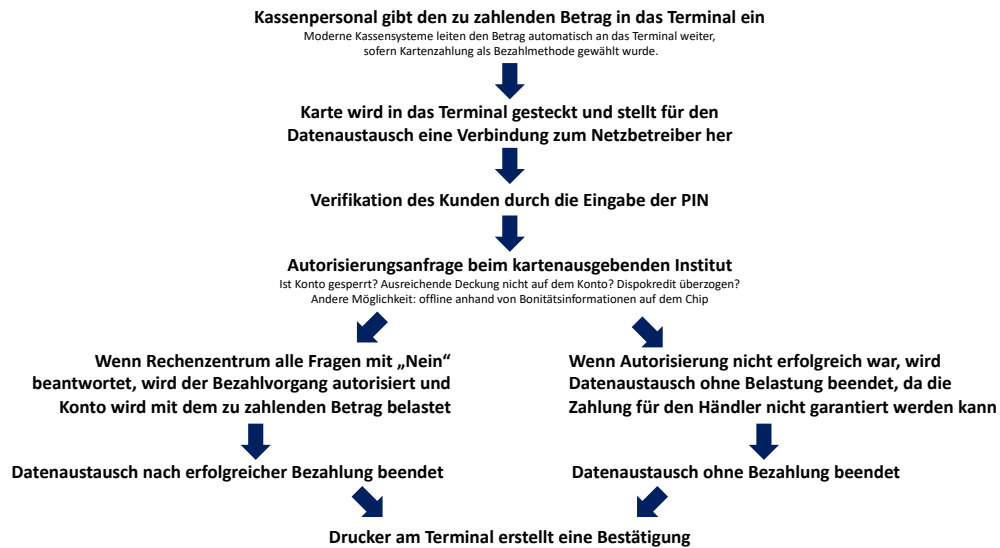 Kassenpersonal gibt den zu zahlenden Betrag in das Terminal ein
Moderne Kassensysteme leiten den Betrag automatisch an das Terminal weiter,
sofern Kartenzahlung als Bezahlmethode gewählt wurde.
Karte wird in das Terminal gesteckt und stellt für den
Datenaustausch eine Verbindung zum Netzbetreiber her
Verifikation des Kunden durch die Eingabe der PIN
Autorisierungsanfrage beim kartenausgebenden Institut
Ist Konto gesperrt? Ausreichende Deckung nicht auf dem Konto? Dispokredit überzogen?
Andere Möglichkeit: offline anhand von Bonitätsinformationen auf dem Chip
Wenn Rechenzentrum alle Fragen mit „Nein“
beantwortet, wird der Bezahlvorgang autorisiert und
Konto wird mit dem zu zahlenden Betrag belastet
Wenn Autorisierung nicht erfolgreich war, wird
Datenaustausch ohne Belastung beendet, da die
Zahlung für den Händler nicht garantiert werden kann
Datenaustausch nach erfolgreicher Bezahlung beendet
Datenaustausch ohne Bezahlung beendet
Drucker am Terminal erstellt eine Bestätigung